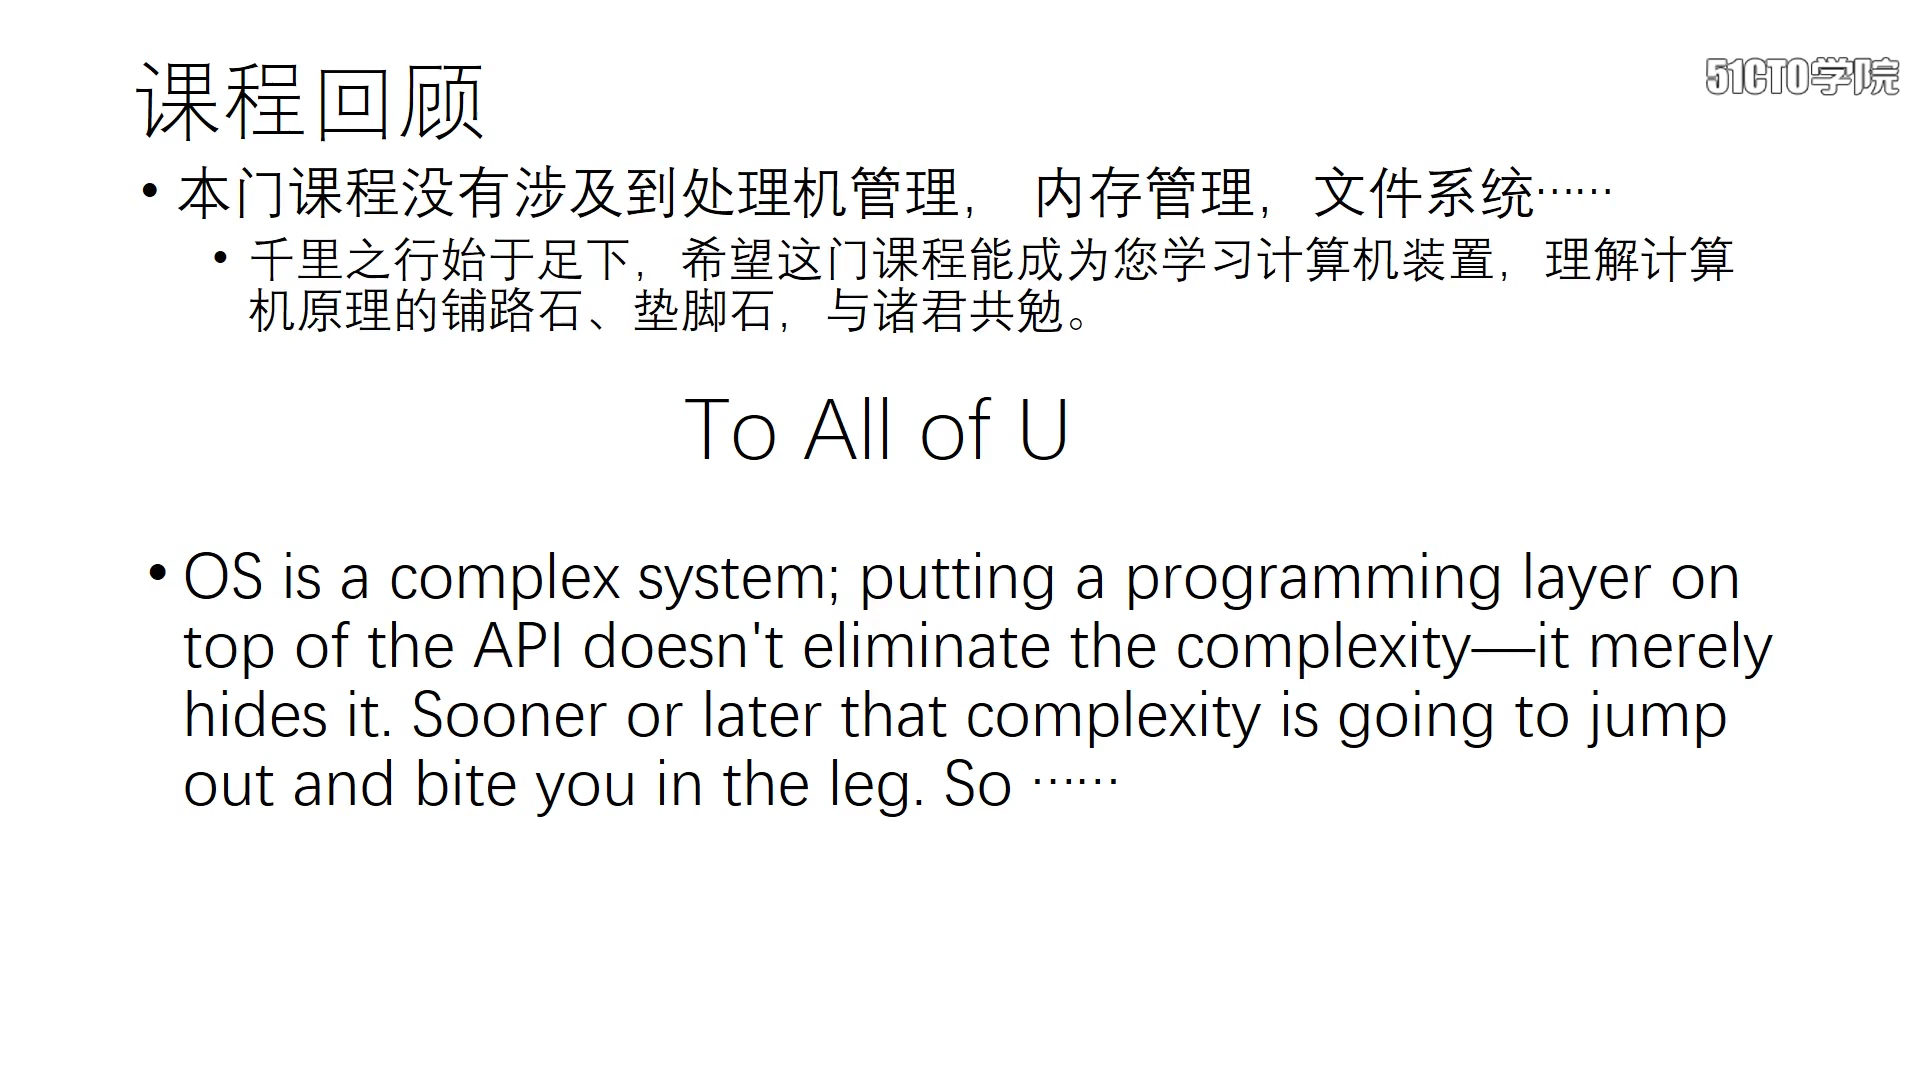 课程回顾
51CTO学院
• 本门课程没有涉及到处理机管理， 内存管理，文件系统……
• 千里之行始于足下，希望这门课程能成为您学习计算机装置，理解计算
机原理的铺路石、垫脚石，与诸君共勉。
To All of U
• OS is a complex system; putting a programming layer on
top of the API doesn't eliminate the complexity—it merely
hides it. Sooner or later that complexity is going to jump
out and bite you in the leg. So ……